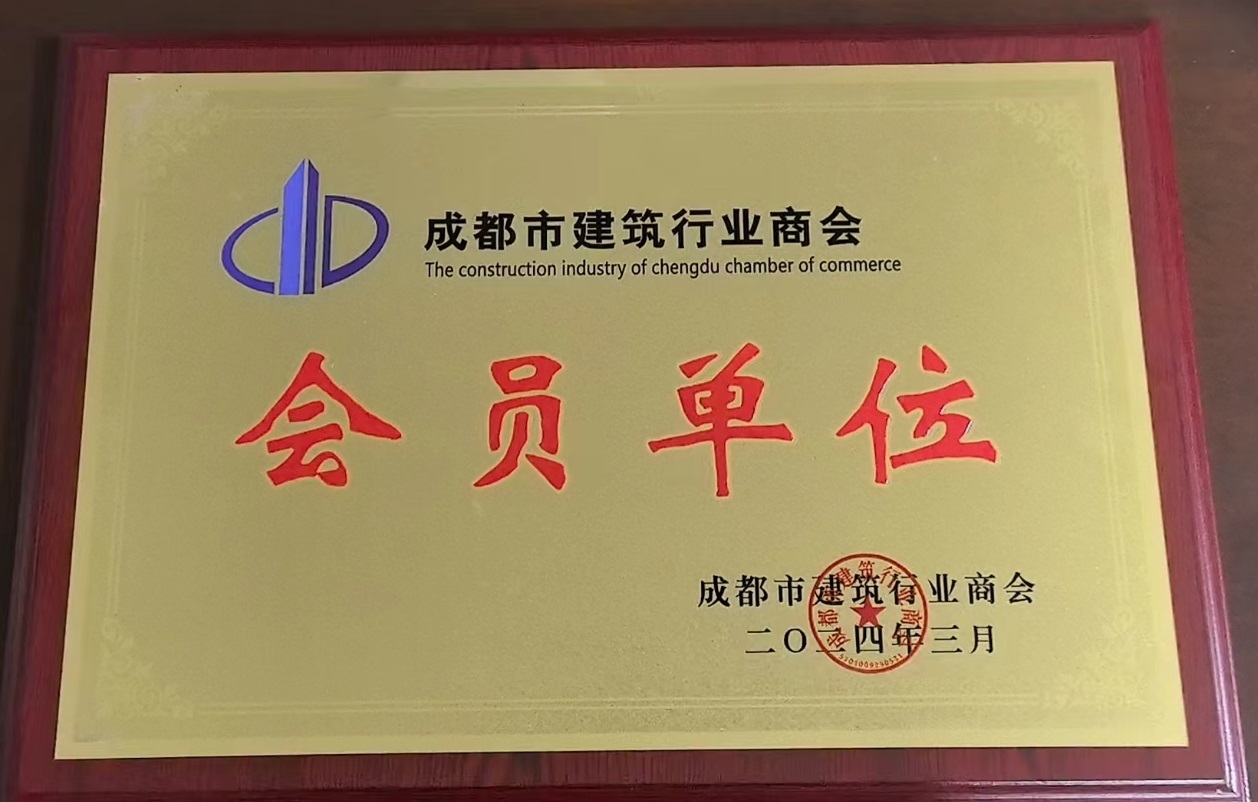 成都市建筑行业商会
The construction industry of chengdu chamber of commerce
会员单位
成都市建筑行业商会
二〇二四年三月